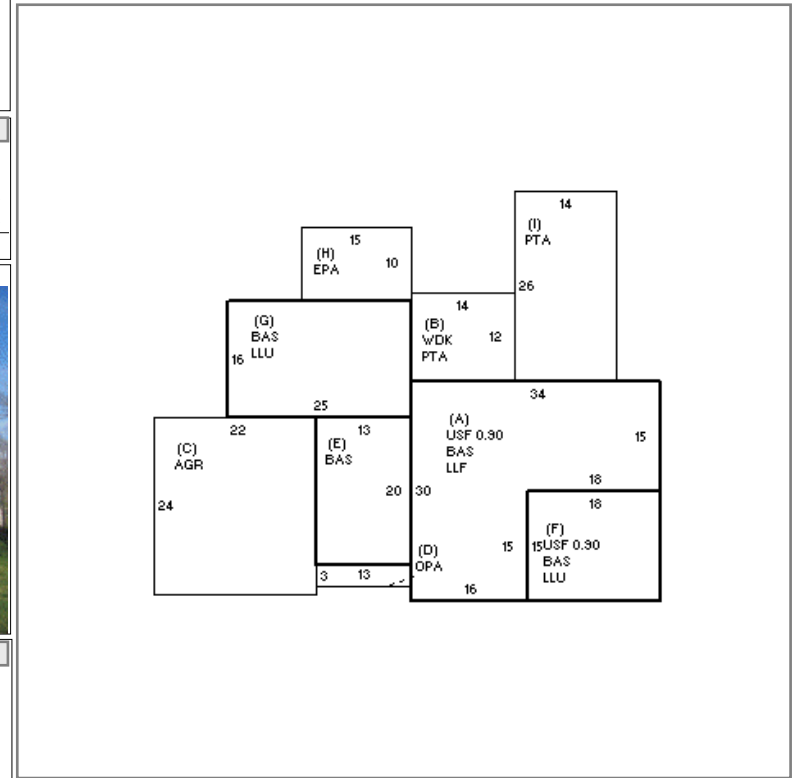 14
(I)
PTA
26
15
(H)
EPA
10
14
(B)
WDK
PTA
12
(G)
BAS
LLU
16
25
34
(A)
USF 0.90
BAS
LLF
15
18
30
15
16
22
(C)
AGR
24
13
(E)
BAS
20
(D)
OPA
3
13
18
(F)
15
USF 0.90
BAS
LLU